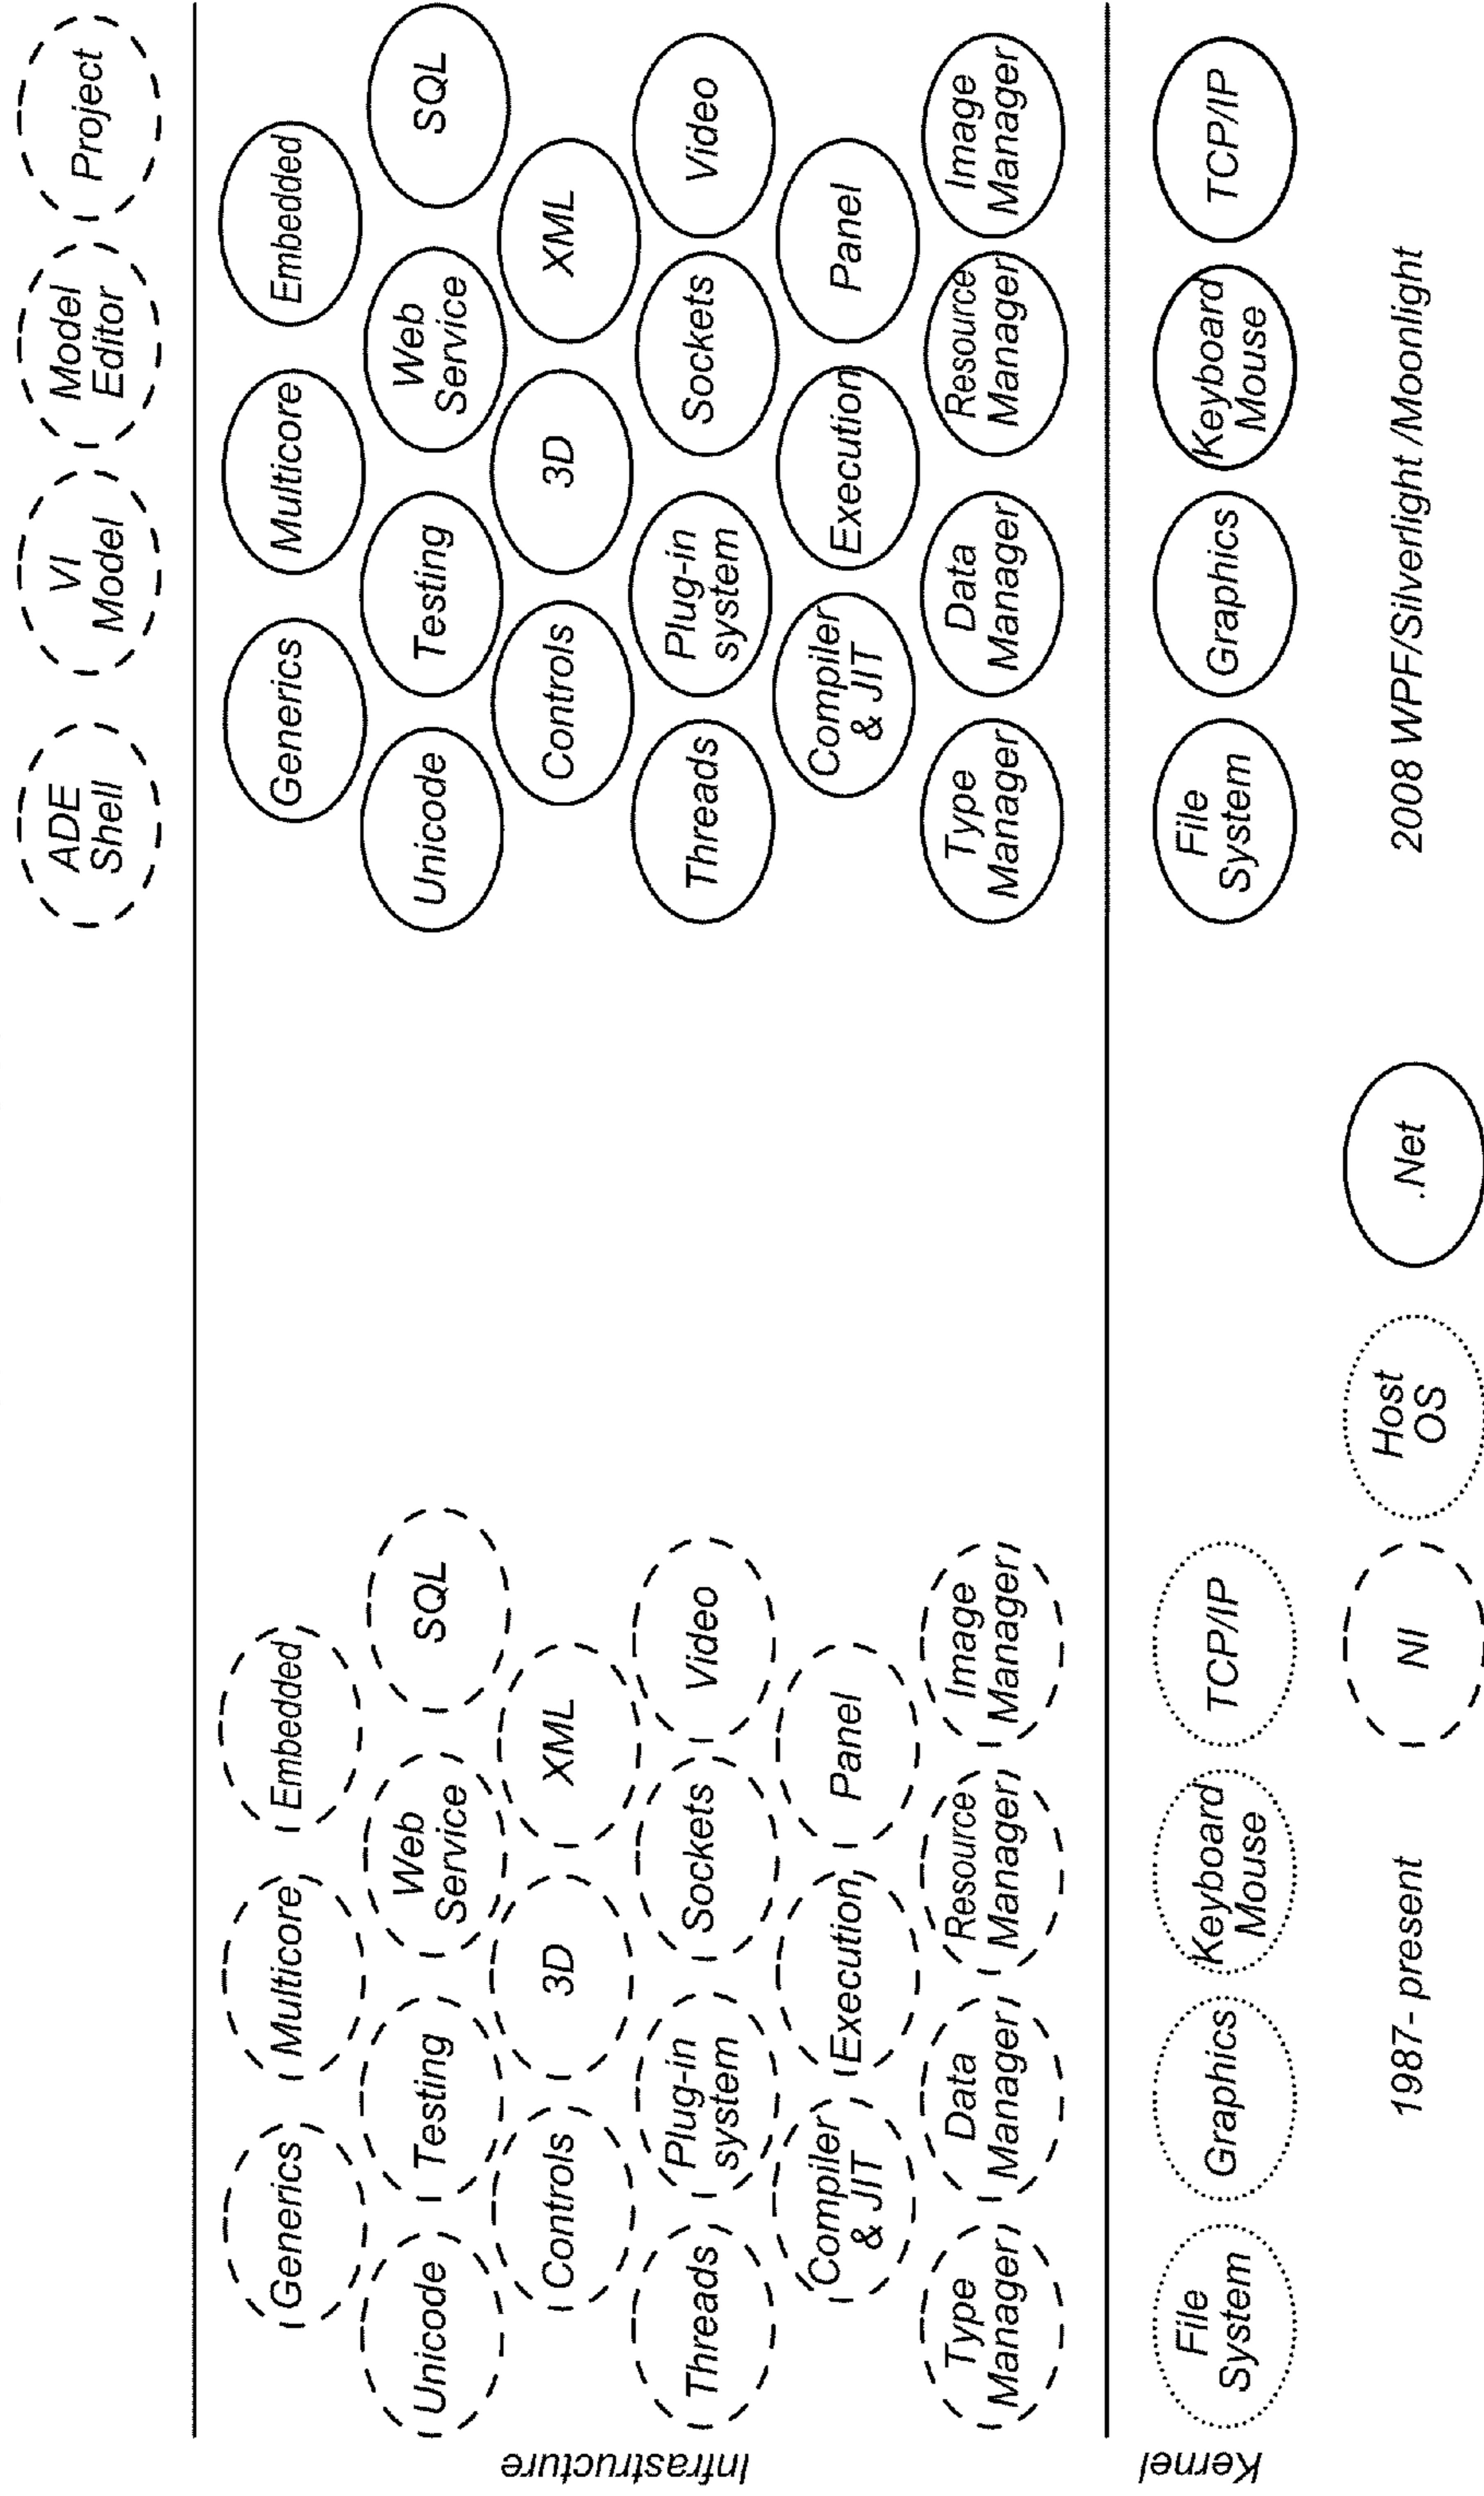 ADE
Shell
VI
Model
Model
Editor
Project
Infrastructure
Generics
Multicore
Embedded
Generics
Multicore
Embedded
Unicode
Testing
Web
Service
SQL
Unicode
Testing
Web
Service
SQL
Controls
3D
XML
Controls
3D
XML
Threads
Plug-in
system
Sockets
Video
Threads
Plug-in
system
Sockets
Video
Compiler
& JIT
Execution
Panel
Compiler
& JIT
Execution
Panel
Type
Manager
Data
Manager
Resource
Manager
Image
Manager
Type
Manager
Data
Manager
Resource
Manager
Image
Manager
Kernel
File
System
Graphics
Keyboard
Mouse
TCP/IP
File
System
Graphics
Keyboard
Mouse
TCP/IP
1987- present
NI
Host
OS
.Net
2008 WPF/Silverlight /Moonlight